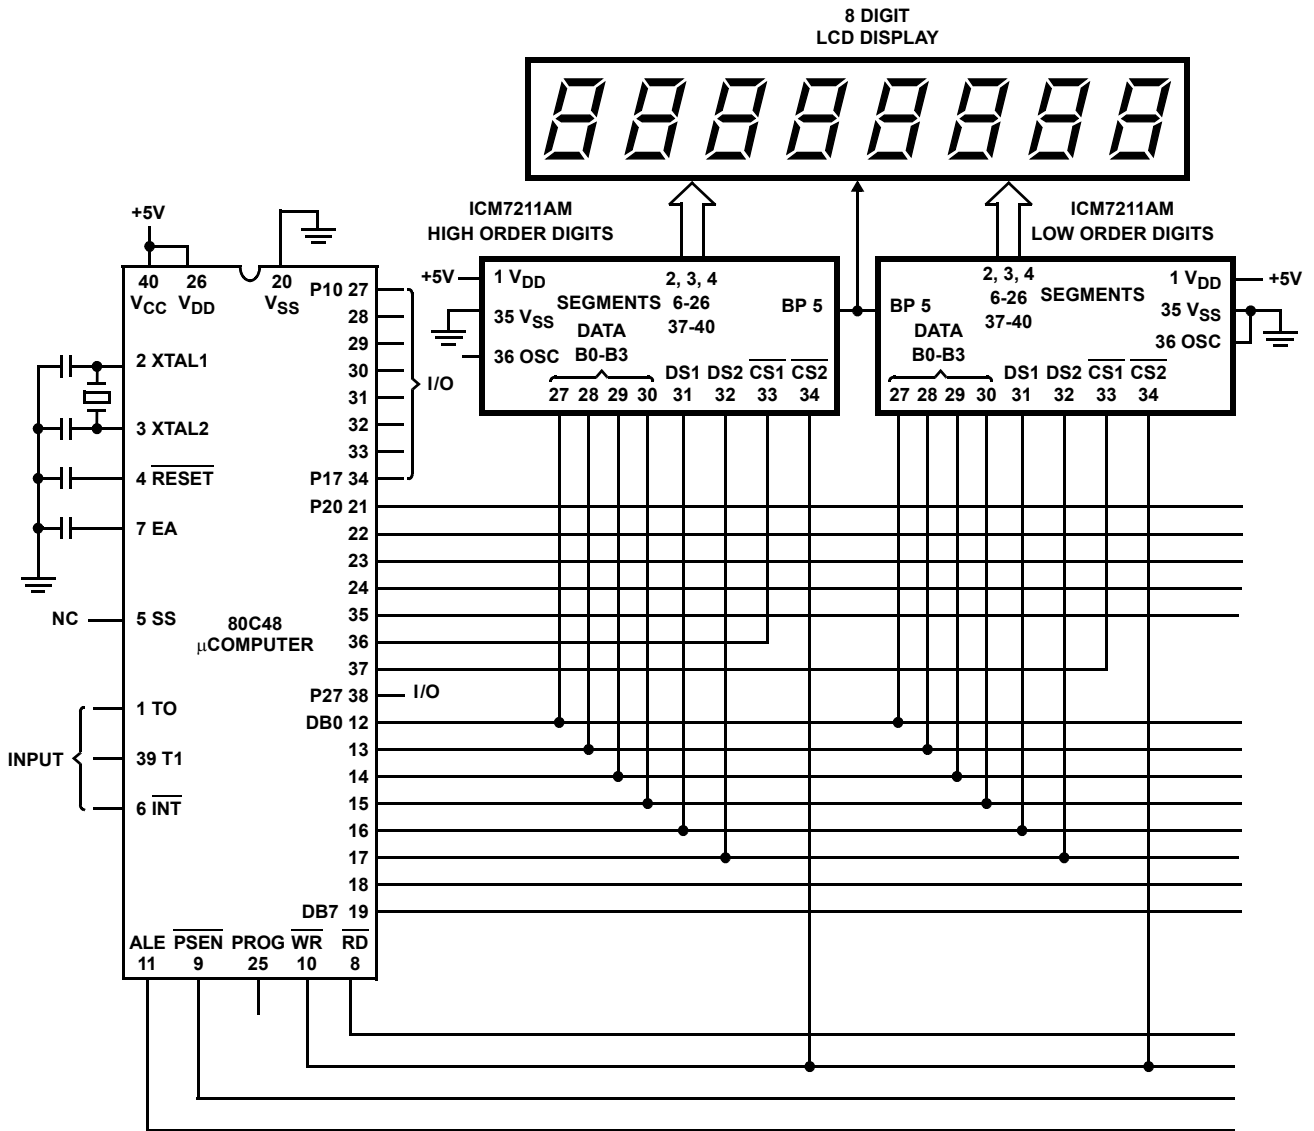 8 DIGIT
LCD DISPLAY
ICM7211AM
HIGH ORDER DIGITS
ICM7211AM
LOW ORDER DIGITS
+5V
40
VCC
26
VDD
20
VSS
2 XTAL1
3 XTAL2
4 RESET
7 EA
NC
5 SS
80C48
μCOMPUTER
INPUT
1 TO
39 T1
6 INT
P10 27
28
29
30
31
32
33
P17 34
I/O
P20 21
22
23
24
35
36
37
P27 38
I/O
DB0 12
13
14
15
16
17
18
DB7 19
ALE
11
PSEN
9
PROG
25
WR
10
RD
8
+5V
1 VDD
35 VSS
36 OSC
SEGMENTS
2, 3, 4
6-26
37-40
BP 5
DATA
B0-B3
DS1 DS2 CS1 CS2
27 28 29 30 31 32 33 34
BP 5
2, 3, 4
6-26
37-40
SEGMENTS
1 VDD
+5V
35 VSS
36 OSC
DATA
B0-B3
DS1 DS2 CS1 CS2
27 28 29 30 31 32 33 34